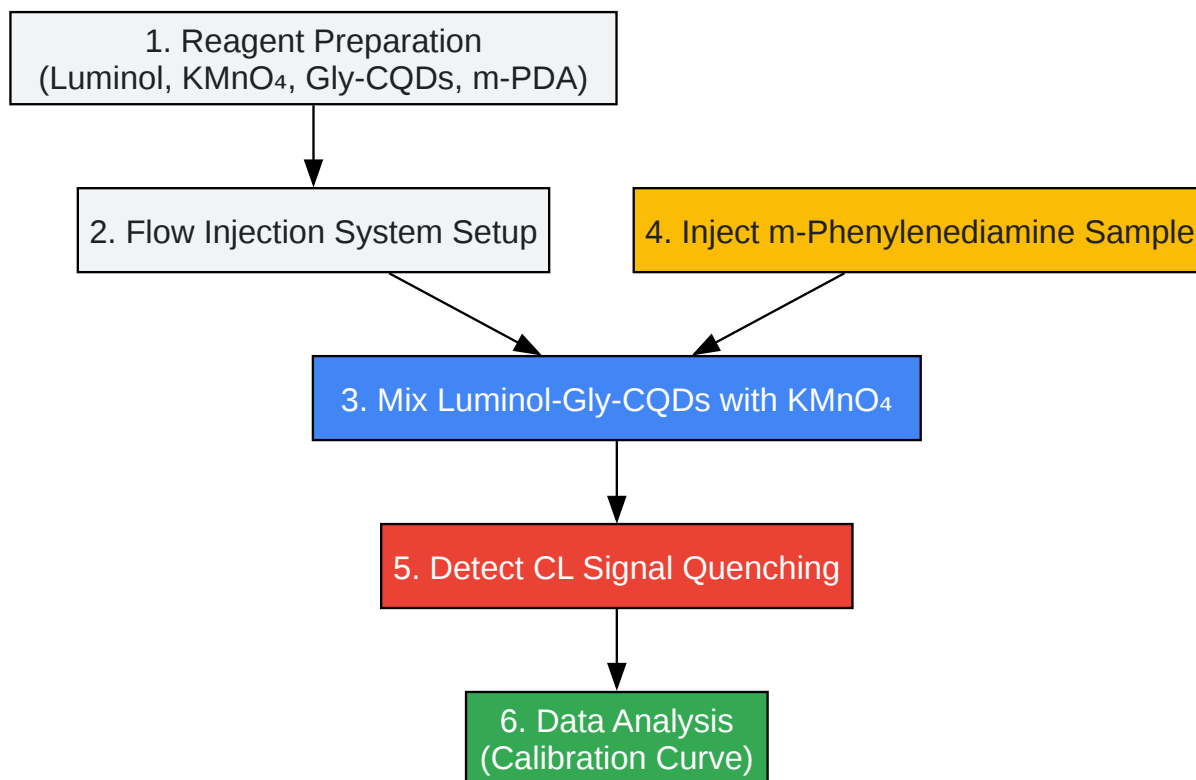 1. Reagent Preparation
(Luminol, KMnO₄, Gly-CQDs, m-PDA)
2. Flow Injection System Setup
4. Inject m-Phenylenediamine Sample
3. Mix Luminol-Gly-CQDs with KMnO₄
5. Detect CL Signal Quenching
6. Data Analysis
(Calibration Curve)